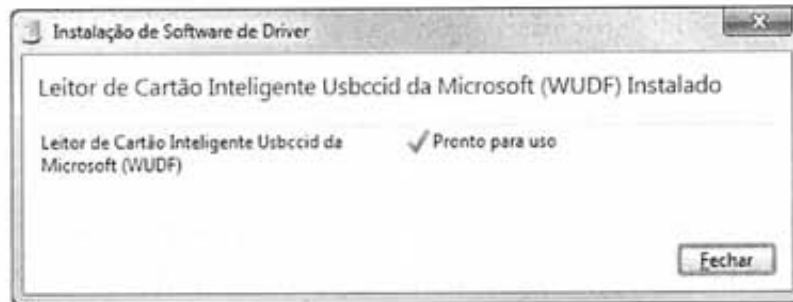 Instalação de Software de Driver
Leitor de Cartão Inteligente Usbccid da Microsoft (WUDF) Instalado
Leitor de Cartão Inteligente Usbccid da
Microsoft (WUDF)
Pronto para uso
Fechar